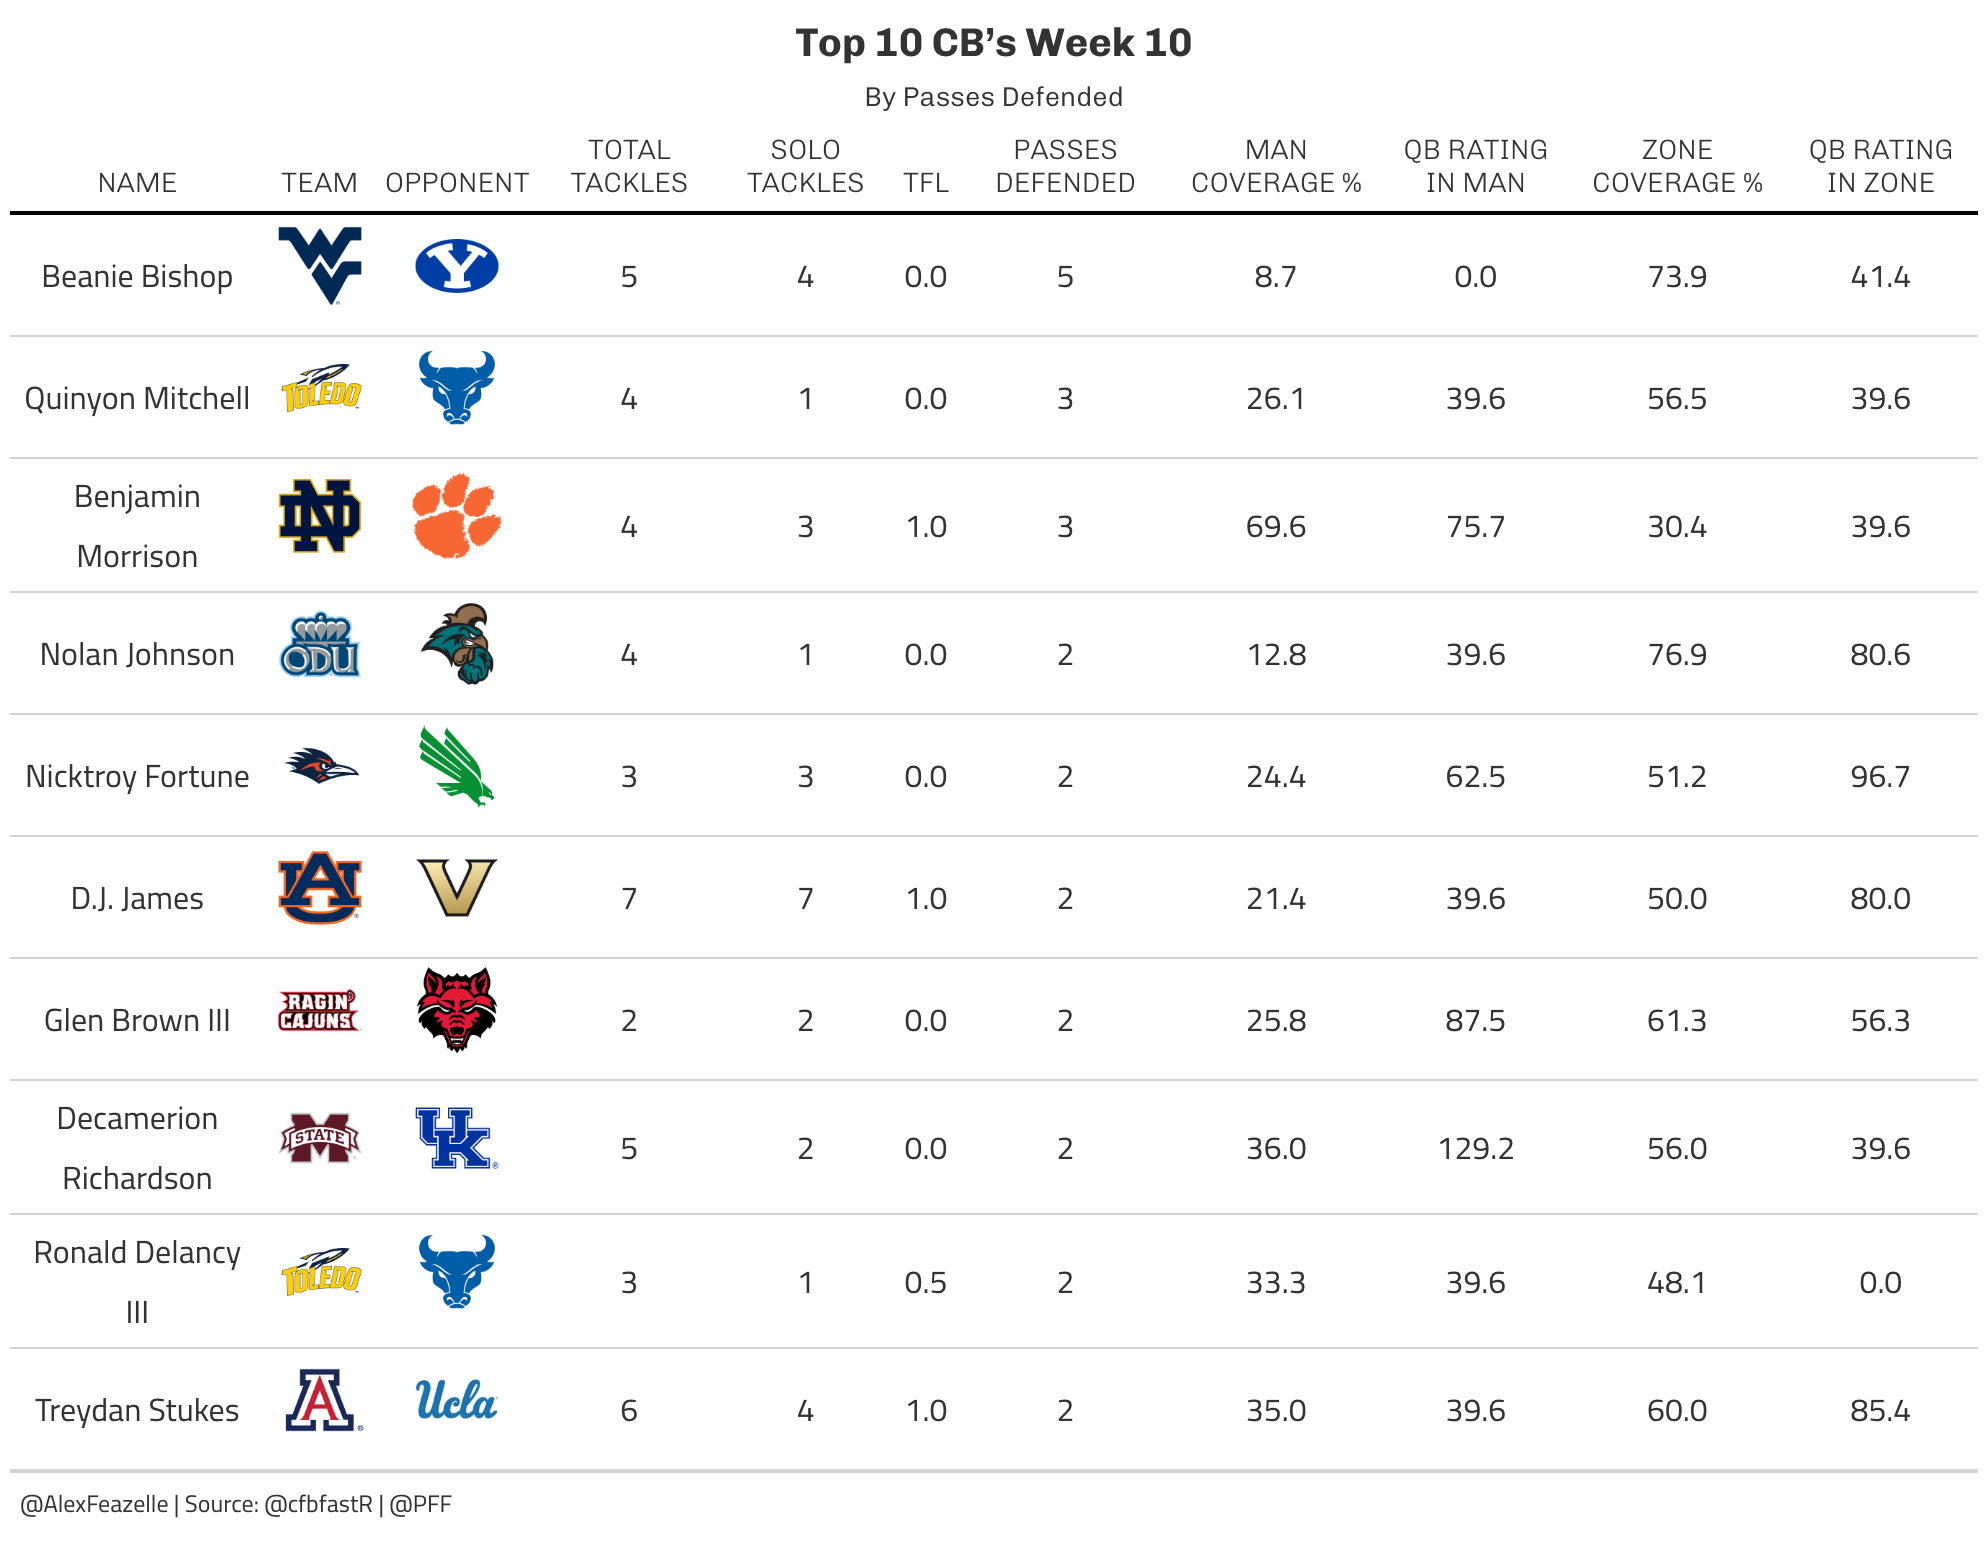 Top 10 CB’s Week 10
By Passes Defended
NAME TEAM OPPONENT TOTAL TACKLES SOLO TACKLES TFL PASSES DEFENDED MAN COVERAGE % QB RATING IN MAN ZONE COVERAGE % QB RATING IN ZONE
Beanie Bishop WV Y 5 4 0.0 5 8.7 0.0 73.9 41.4
Quinyon Mitchell TOLEDO 4 1 0.0 3 26.1 39.6 56.5 39.6
Benjamin
Morrison ND 4 3 1.0 3 69.6 75.7 30.4 39.6
Nolan Johnson ODU 4 1 0.0 2 12.8 39.6 76.9 80.6
Nicktroy Fortune 3 3 0.0 2 24.4 62.5 51.2 96.7
D.J. James AU V 7 7 1.0 2 21.4 39.6 50.0 80.0
Glen Brown III RAGIN' CAJUNS 2 2 0.0 2 25.8 87.5 61.3 56.3
Decamerion
Richardson M STATE UK 5 2 0.0 2 36.0 129.2 56.0 39.6
Ronald Delancy
III TOLEDO 3 1 0.5 2 33.3 39.6 48.1 0.0
Treydan Stukes A Ucla 6 4 1.0 2 35.0 39.6 60.0 85.4
@AlexFeazelle | Source: @cfbfastR | @PFF